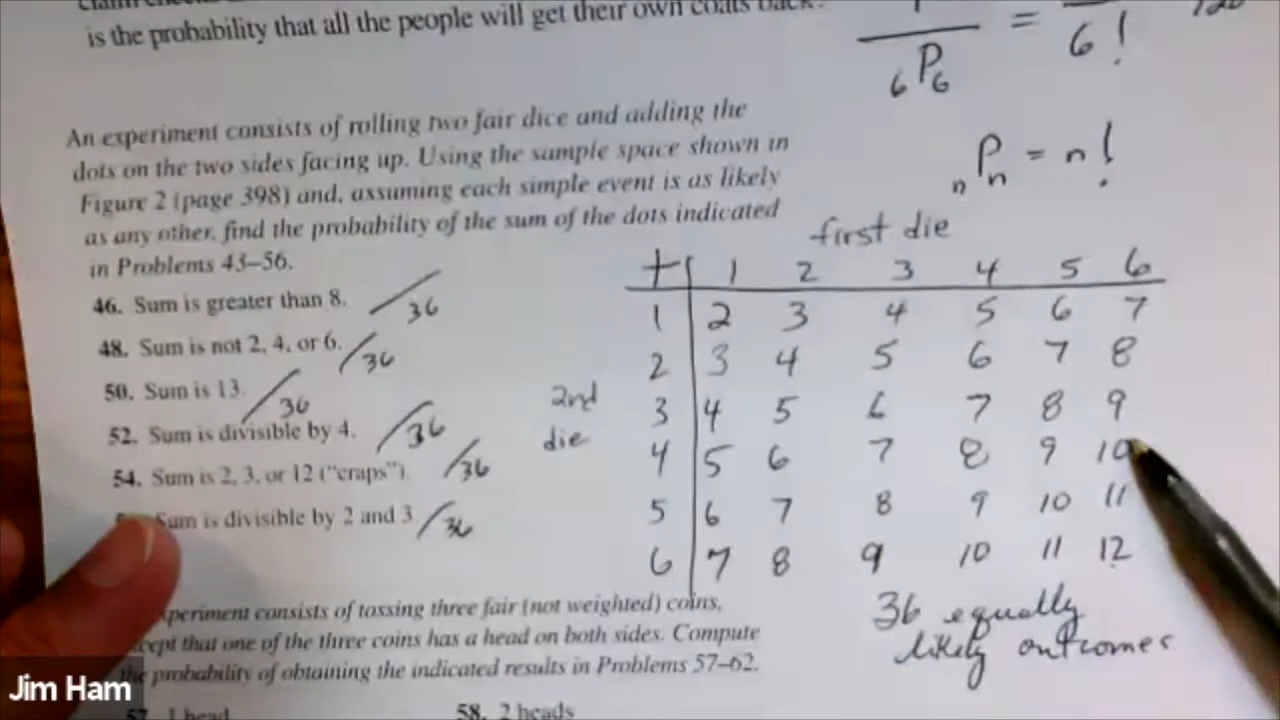 is the probability that all the people will get their own coats back?
1
6P6 = 6!
nPn = n!
An experiment consists of rolling two fair dice and adding the
dots on the two sides facing up. Using the sample space shown in
Figure 2 (page 398) and, assuming each simple event is as likely
as any other, find the probability of the sum of the dots indicated
in Problems 43–56.
46. Sum is greater than 8. /36
48. Sum is not 2, 4, or 6. /36
50. Sum is 13. /36
52. Sum is divisible by 4. /36
54. Sum is 2, 3, or 12 ("craps"). /36
Sum is divisible by 2 and 3 /36
first die
2nd
die
+ 1 2 3 4 5 6
1 2 3 4 5 6 7
2 3 4 5 6 7 8
3 4 5 6 7 8 9
4 5 6 7 8 9 10
5 6 7 8 9 10 11
6 7 8 9 10 11 12
36 equally
likely outcomes
experiment consists of tossing three fair (not weighted) coins,
except that one of the three coins has a head on both sides. Compute
the probability of obtaining the indicated results in Problems 57–62.
57. 1 head
58. 2 heads
Jim Ham